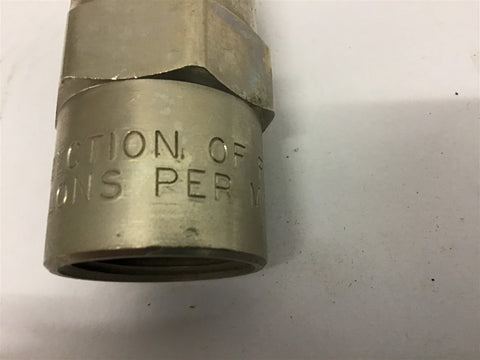 CTION OF
ONS PER